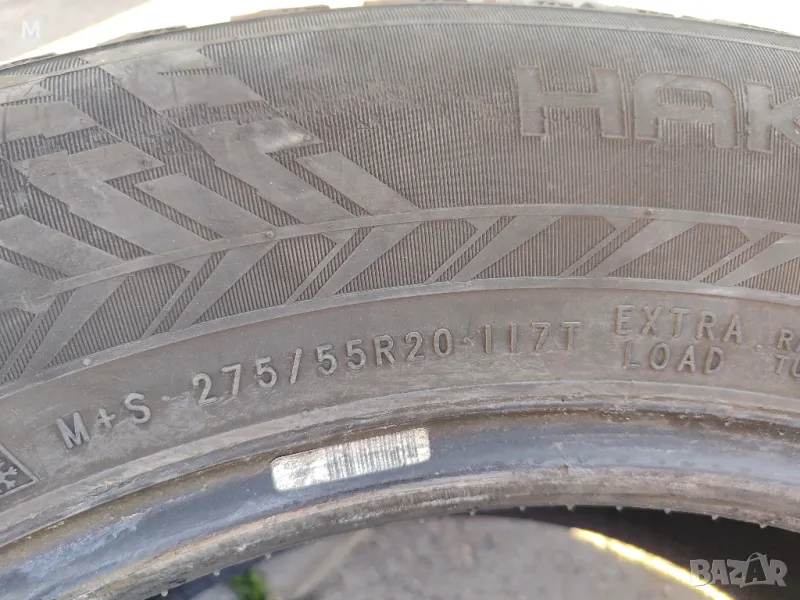 M
HAK
M+S 275/55R20 117T EXTRA LOAD
BAZAR